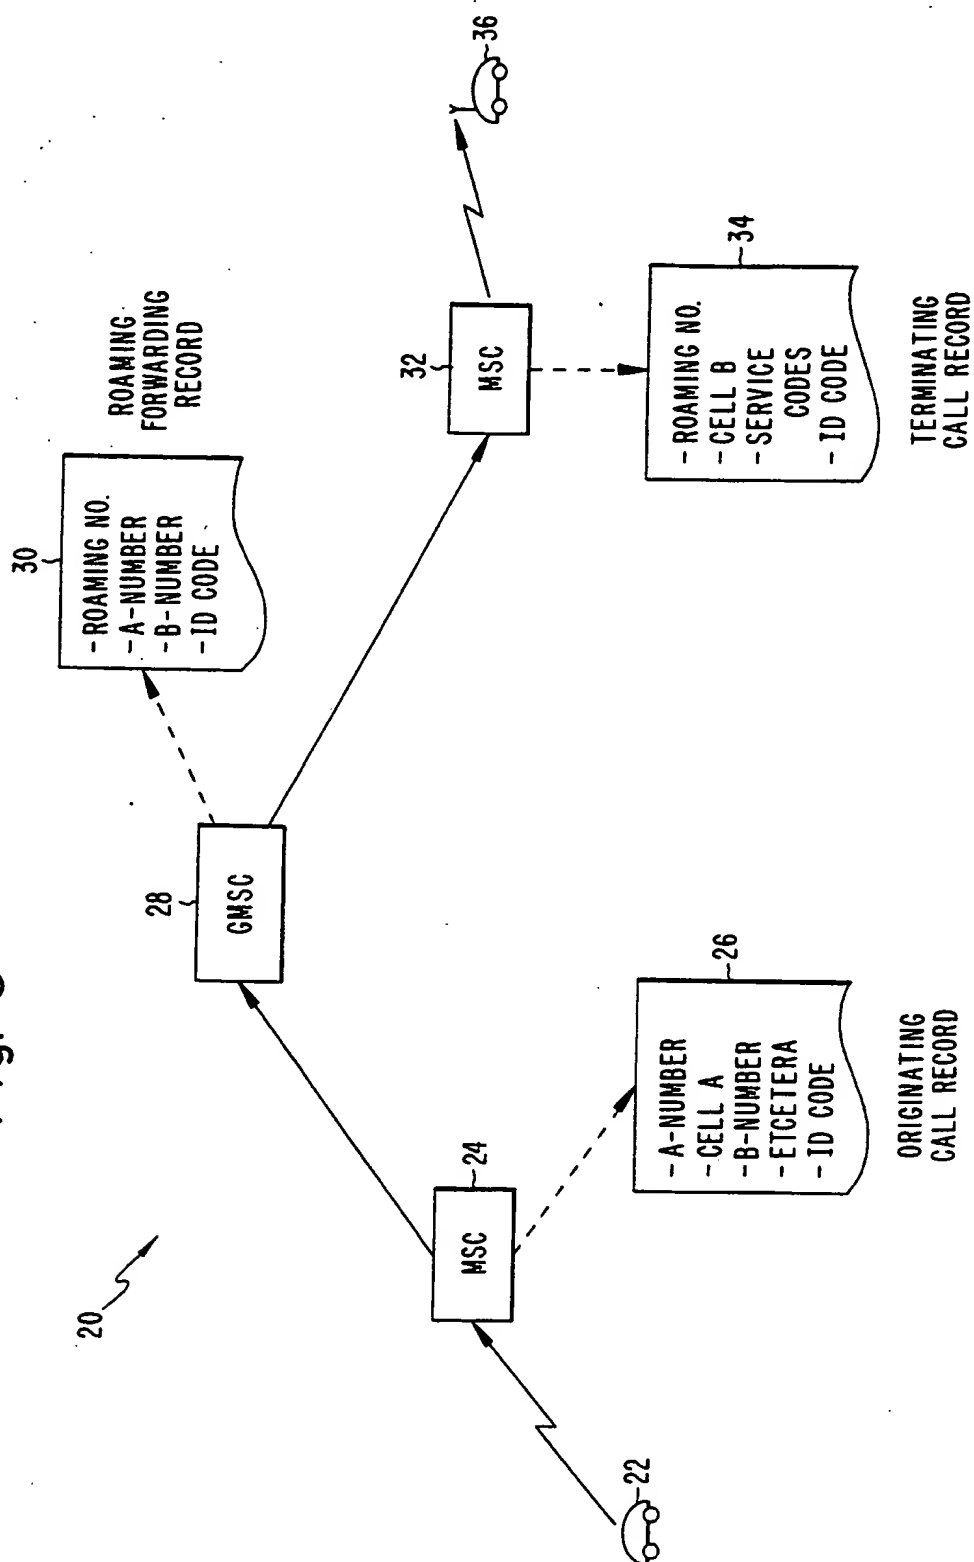 Fig.
20
30
- ROAMING NO.
- A-NUMBER
- B-NUMBER
- ID CODE
ROAMING
FORWARDING
RECORD
28
GMSC
24
MSC
32
MSC
36
22
26
- A-NUMBER
- CELL A
- B-NUMBER
- ETCETERA
- ID CODE
ORIGINATING
CALL RECORD
34
- ROAMING NO.
- CELL B
- SERVICE
CODES
- ID CODE
TERMINATING
CALL RECORD